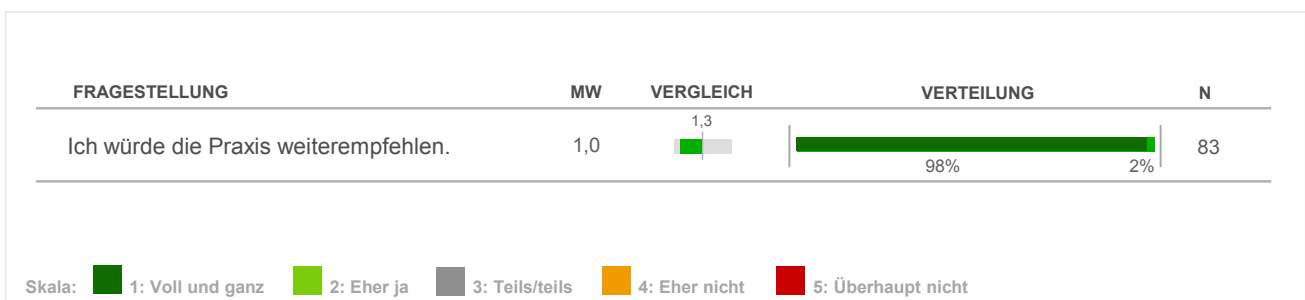 FRAGESTELLUNG MW VERGLEICH VERTEILUNG N
1,3
Ich würde die Praxis weiterempfehlen. 1,0 83
98% 2%
Skala: 1: Voll und ganz 2: Eher ja 3: Teils/teils 4: Eher nicht 5: Überhaupt nicht